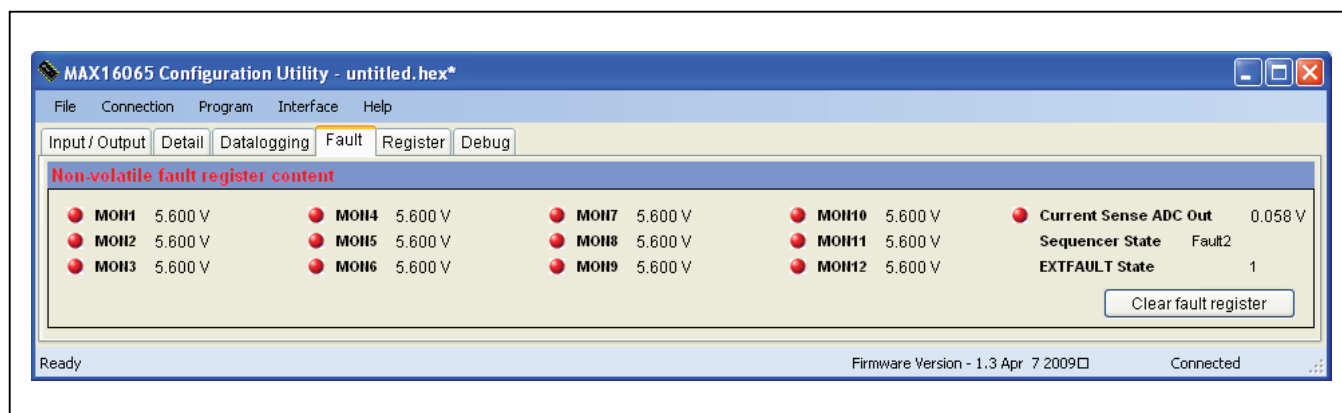 MAX16065 Configuration Utility - untitled.hex*
File Connection Program Interface Help
Input / Output Detail Datalogging Fault Register Debug
Non-volatile fault register content
MON1 5.600 V MON4 5.600 V MON7 5.600 V MON10 5.600 V Current Sense ADC Out 0.058 V
MON2 5.600 V MON5 5.600 V MON8 5.600 V MON11 5.600 V Sequencer State Fault2
MON3 5.600 V MON6 5.600 V MON9 5.600 V MON12 5.600 V EXTFAULT State 1
Clear fault register
Ready Firmware Version - 1.3 Apr 7 2009□ Connected